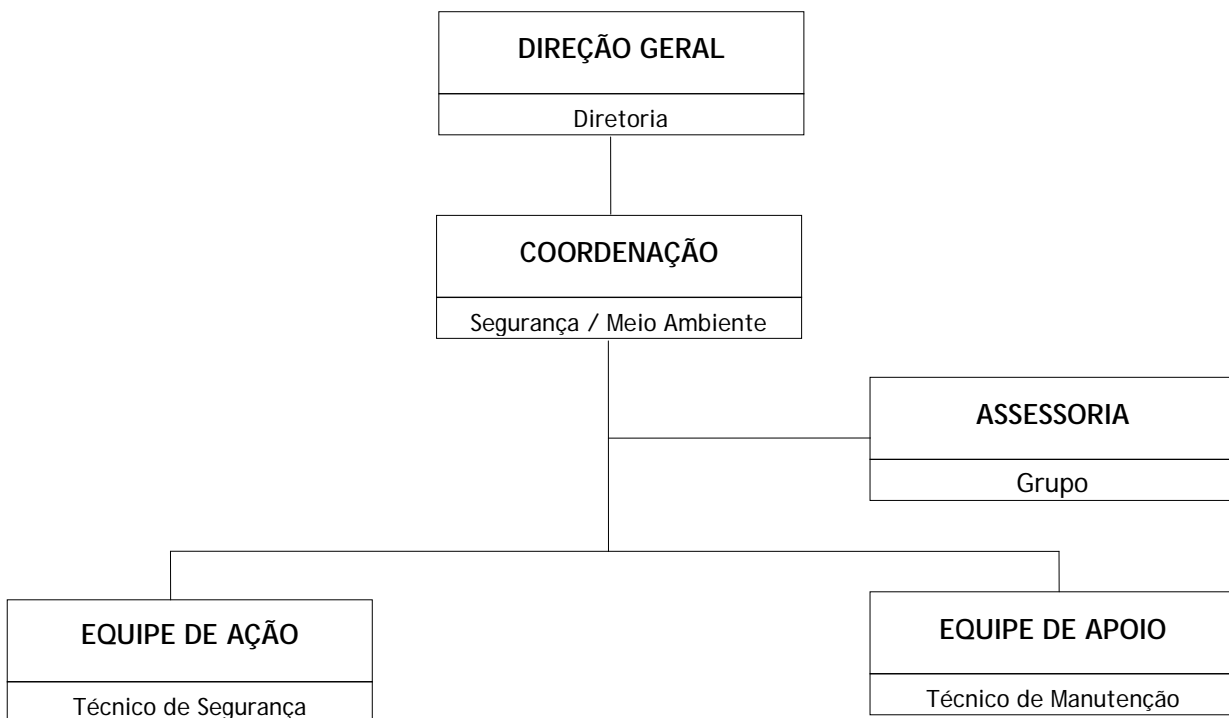 DIREÇÃO GERAL
Diretoria
COORDENAÇÃO
Segurança / Meio Ambiente
ASSESSORIA
Grupo
EQUIPE DE AÇÃO
Técnico de Segurança
EQUIPE DE APOIO
Técnico de Manutenção